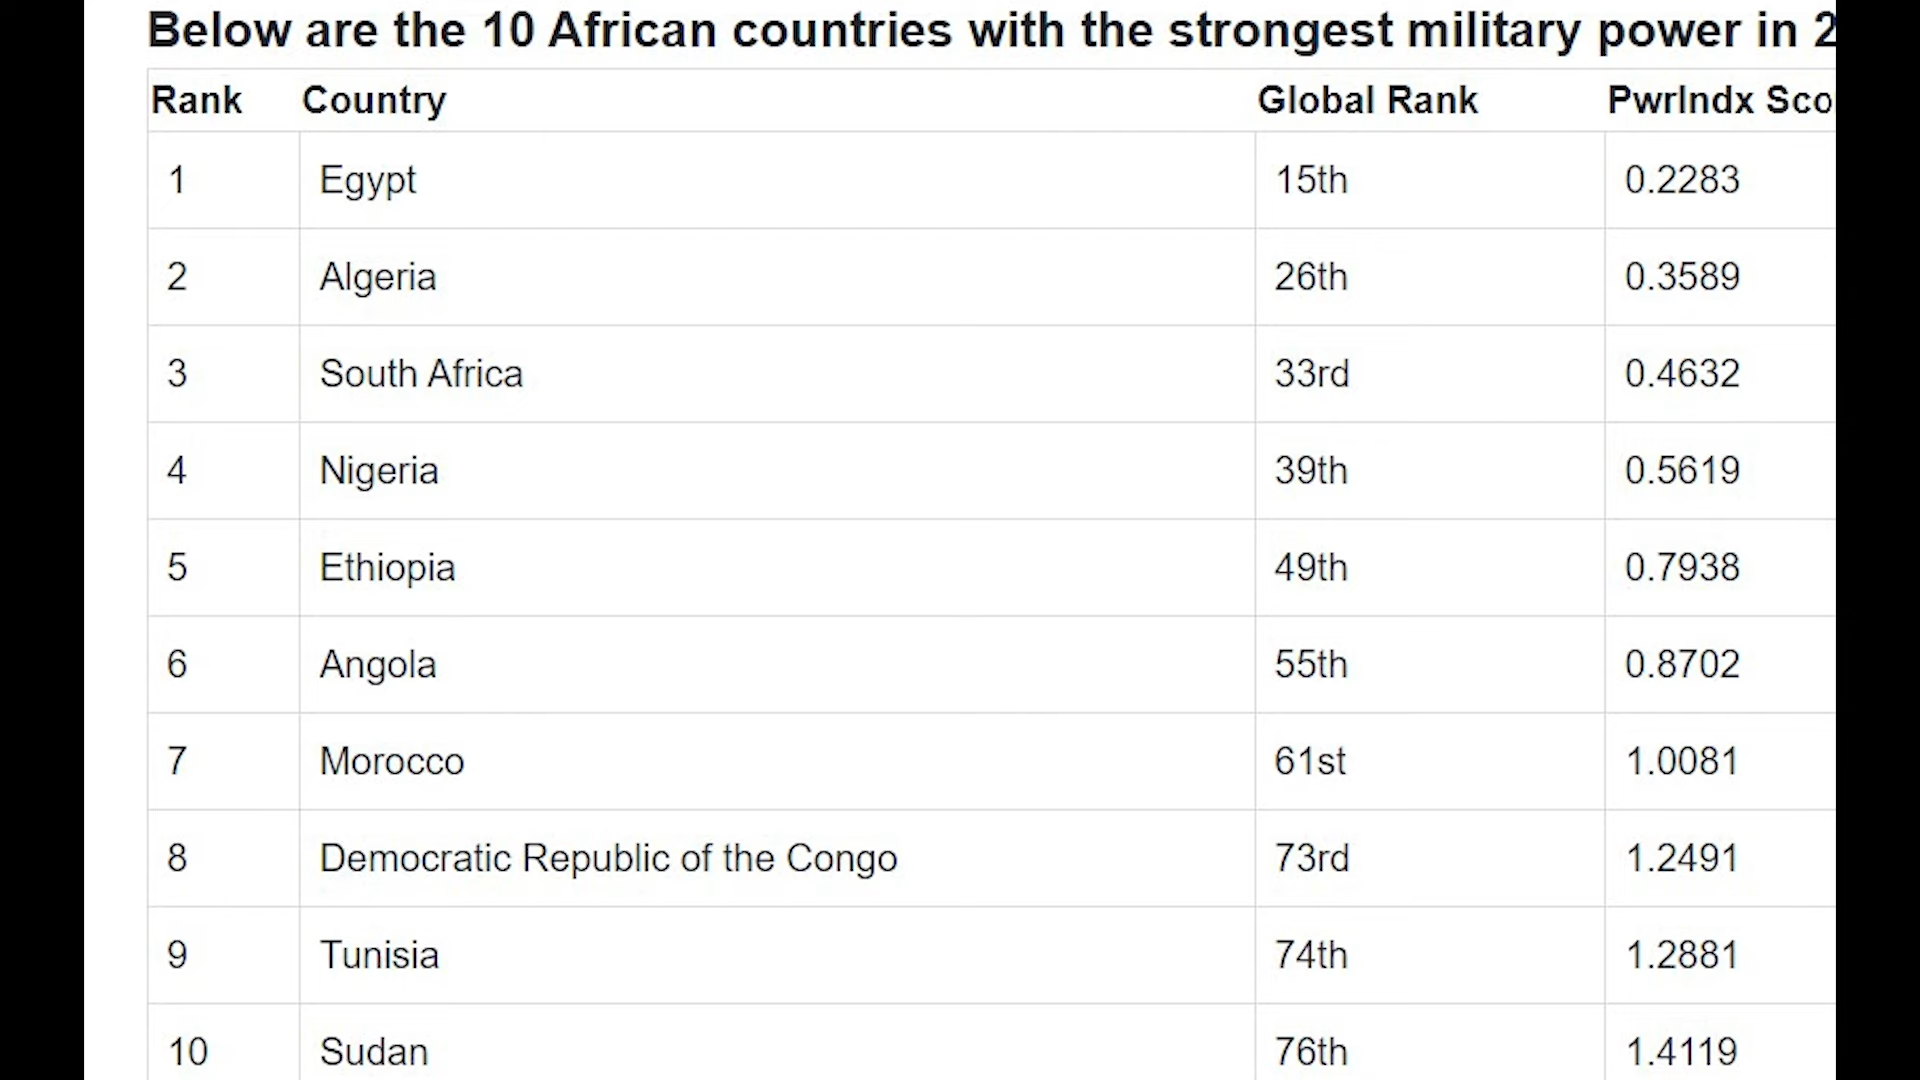 Below are the 10 African countries with the strongest military power in 2
Rank Country Global Rank PwrIndx Sco
1 Egypt 15th 0.2283
2 Algeria 26th 0.3589
3 South Africa 33rd 0.4632
4 Nigeria 39th 0.5619
5 Ethiopia 49th 0.7938
6 Angola 55th 0.8702
7 Morocco 61st 1.0081
8 Democratic Republic of the Congo 73rd 1.2491
9 Tunisia 74th 1.2881
10 Sudan 76th 1.4119